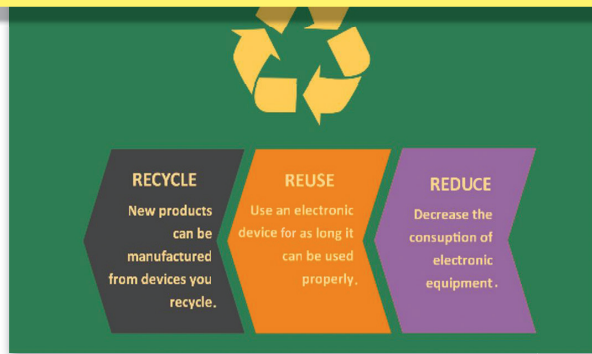 RECYCLE
New products
can be
manufactured
from devices you
recycle.
REUSE
Use an electronic
device for as long it
can be used
properly.
REDUCE
Decrease the
consuption of
electronic
equipment.